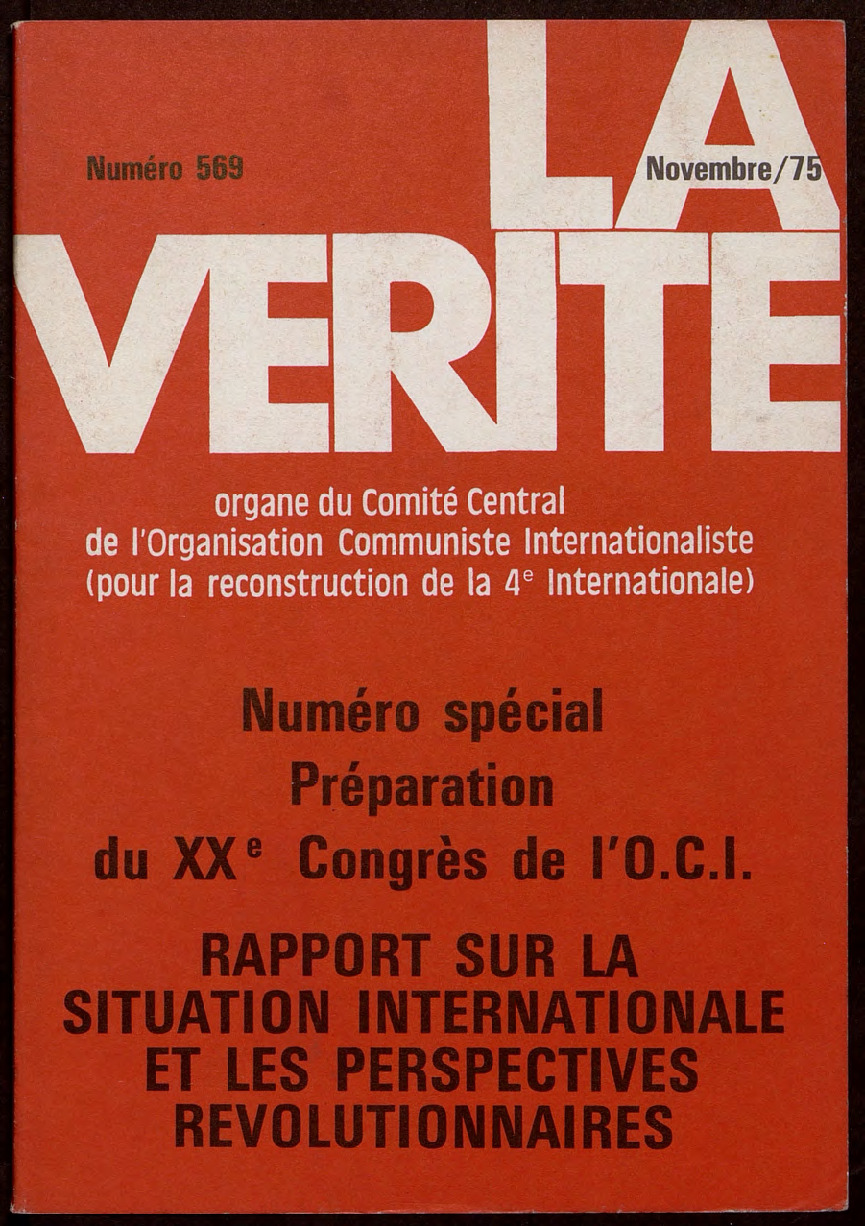 LA
Numéro 569
Novembre/75
VERITE
organe du Comité Central
de l'Organisation Communiste Internationaliste
(pour la reconstruction de la 4e Internationale)
Numéro spécial
Préparation
du XXe Congrès de l'O.C.I.
RAPPORT SUR LA
SITUATION INTERNATIONALE
ET LES PERSPECTIVES
REVOLUTIONNAIRES